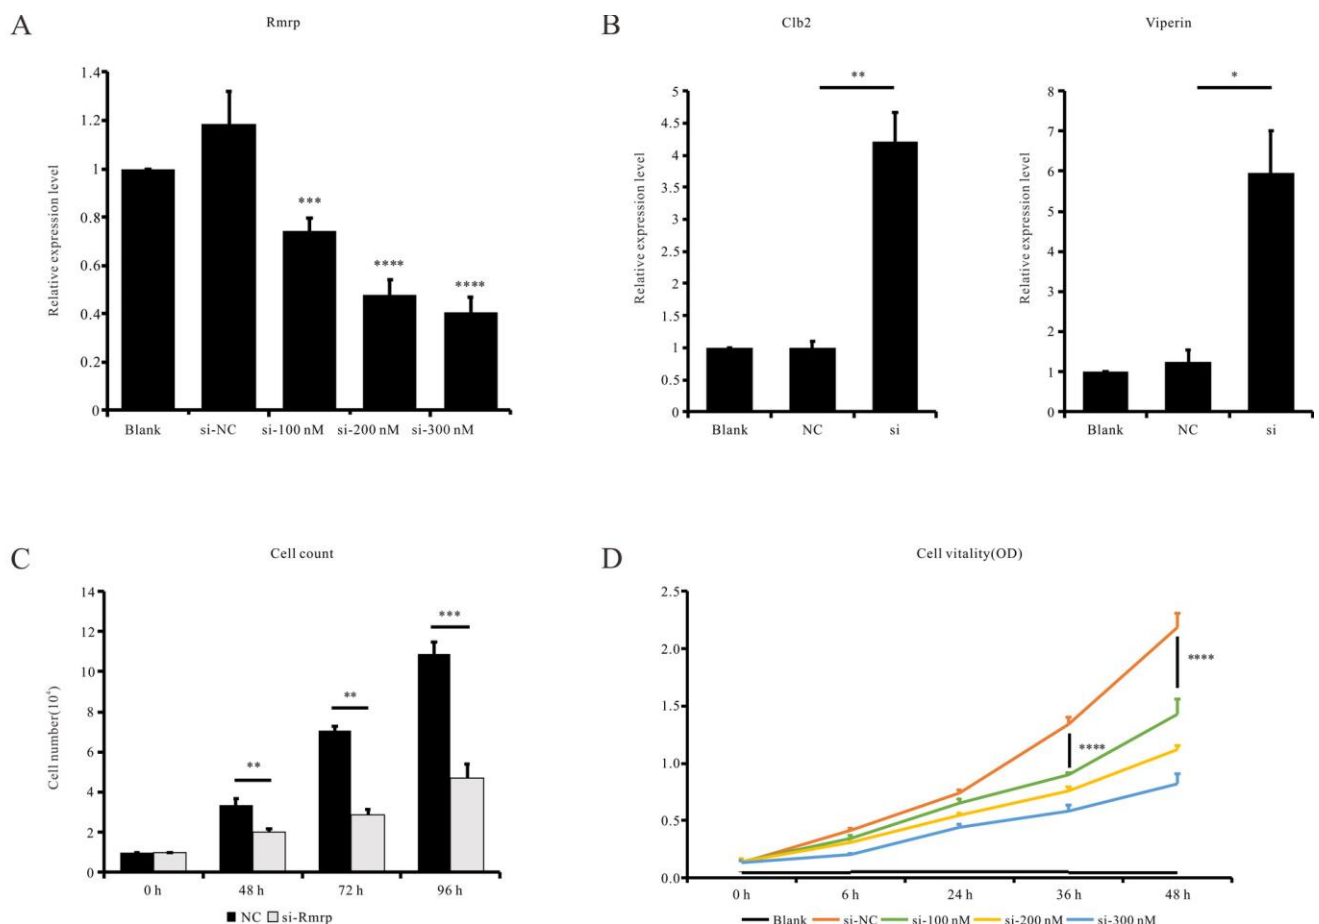 A
Rmrp
Relative expression level
1.4
1.2
1
0.8
0.6
0.4
0.2
0
***
****
****
Blank si-NC si-100 nM si-200 nM si-300 nM
B
Clb2
**
Relative expression level
5
4.5
4
3.5
3
2.5
2
1.5
1
0.5
0
Blank NC si
Viperin
*
Relative expression level
8
7
6
5
4
3
2
1
0
Blank NC si
C
Cell count
Cell number(10⁴)
14
12
10
8
6
4
2
0
**
**
***
0 h 48 h 72 h 96 h
NC si-Rmrp
D
Cell vitality(OD)
2.5
2.0
1.5
1.0
0.5
0.0
****
****
0 h 6 h 24 h 36 h 48 h
Blank si-NC si-100 nM si-200 nM si-300 nM